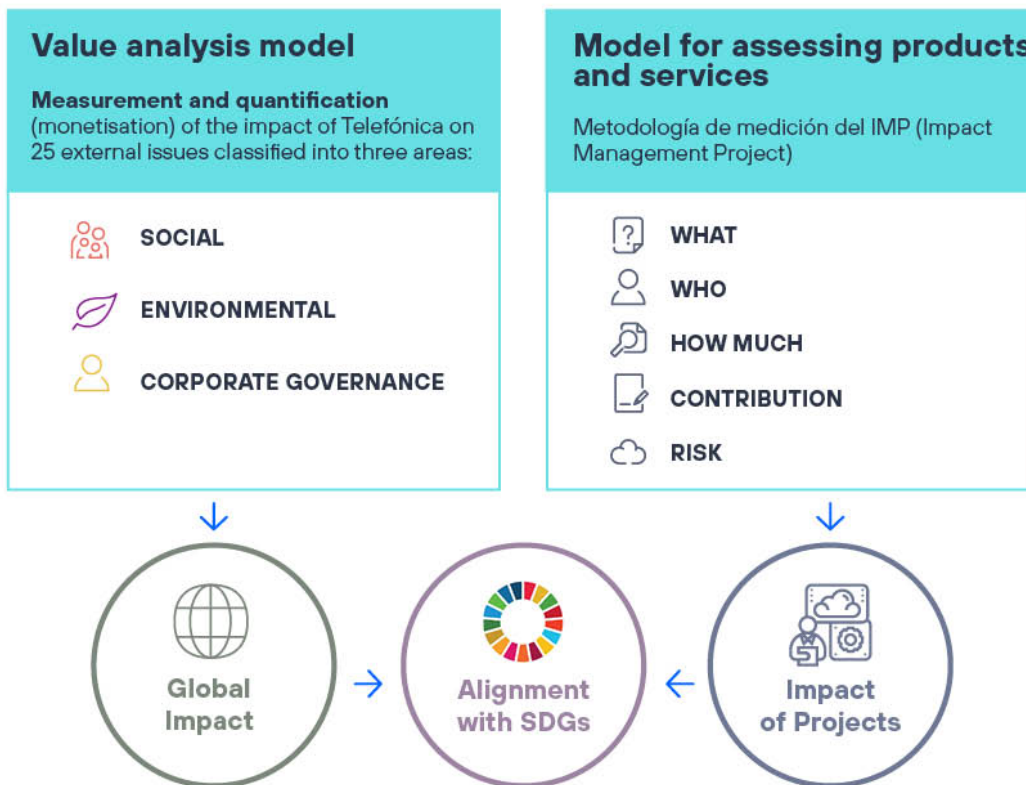 Value analysis model
Measurement and quantification
(monetisation) of the impact of Telefónica on
25 external issues classified into three areas:
SOCIAL
ENVIRONMENTAL
CORPORATE GOVERNANCE
Model for assessing products
and services
Metodología de medición del IMP (Impact
Management Project)
?
WHAT
WHO
HOW MUCH
CONTRIBUTION
RISK
Global
Impact
Alignment
with SDGs
Impact
of Projects